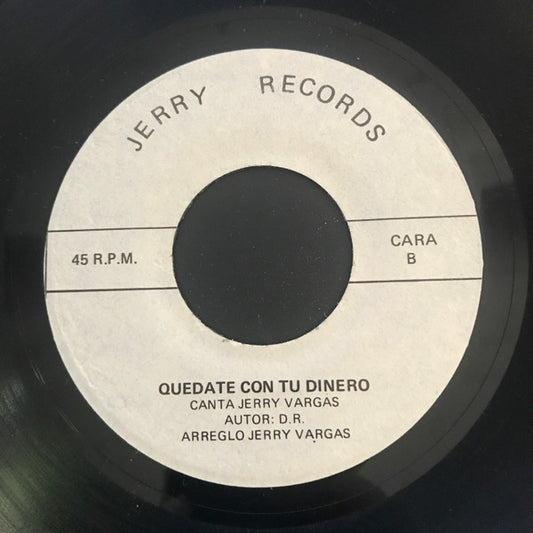 JERRY RECORDS
45 R.P.M.
CARA
B
QUEDATE CON TU DINERO
CANTA JERRY VARGAS
AUTOR: D.R.
ARREGLO JERRY VARGAS